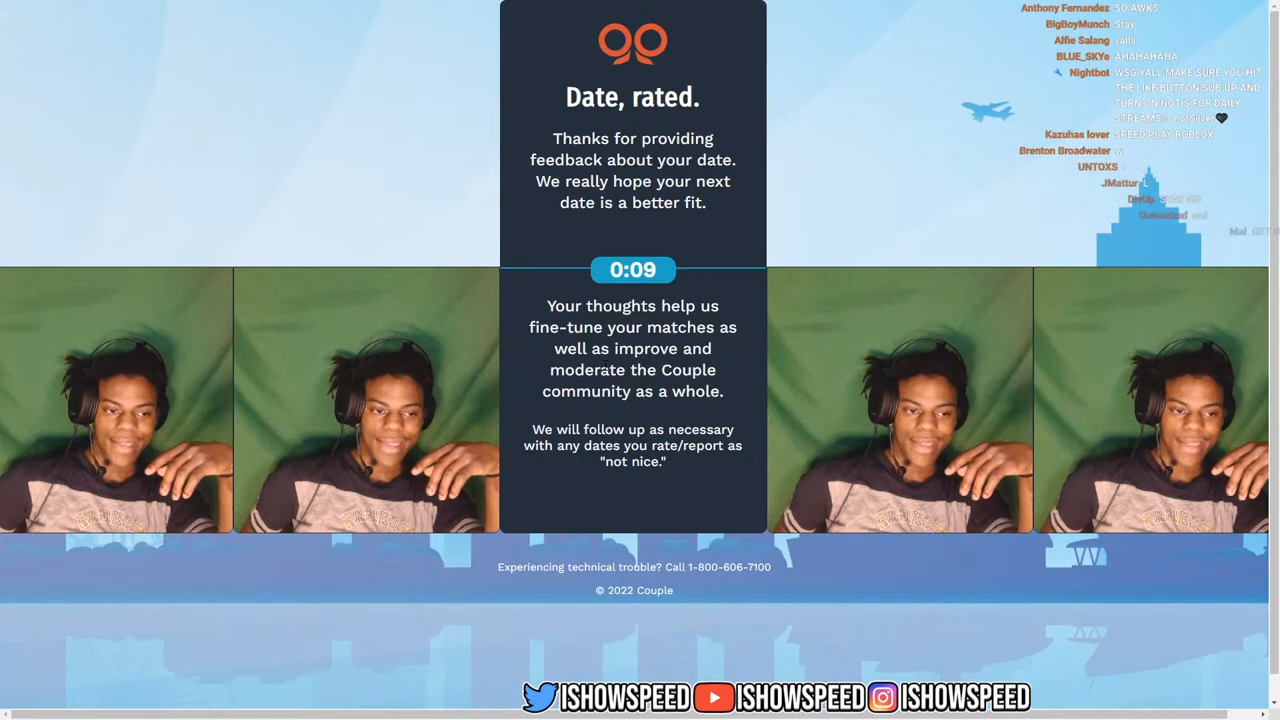 Date, rated.
Thanks for providing
feedback about your date.
We really hope your next
date is a better fit.
0:09
Your thoughts help us
fine-tune your matches as
well as improve and
moderate the Couple
community as a whole.
We will follow up as necessary
with any dates you rate/report as
"not nice."
Experiencing technical trouble? Call 1-800-606-7100
© 2022 Couple
Anthony Fernandez SO AWKS
BIgBoyMunch Stay
Alfie Salang valls
BLUE_SKYe AHAHAHAHA
Nightbot WSG YALL MAKE SURE YOU HIT
THE LIKE BUTTON SUB UP AND
TURN ON NOTIS FOR DAILY
STREAMS
Kazuhas lover SPEED PLAY ROBLOX
Brenton Broadwater w
UNTOXS !
JMattur L
ISHOWSPEED ISHOWSPEED ISHOWSPEED